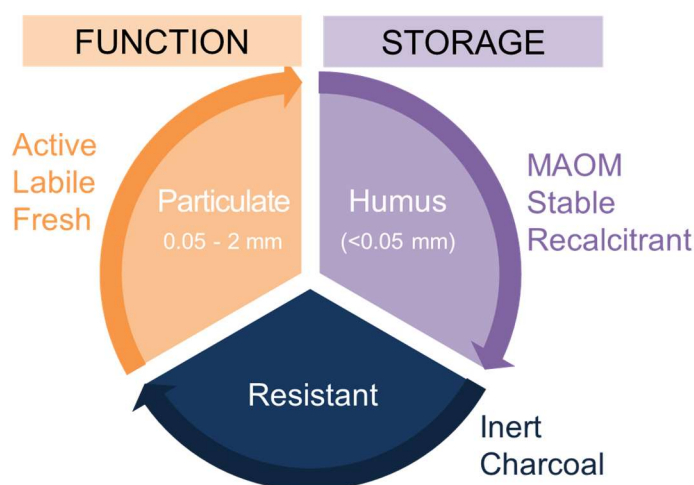 FUNCTION
STORAGE
Active
Labile
Fresh
Particulate
0.05 - 2 mm
Humus
(<0.05 mm)
MAOM
Stable
Recalcitrant
Resistant
Inert
Charcoal